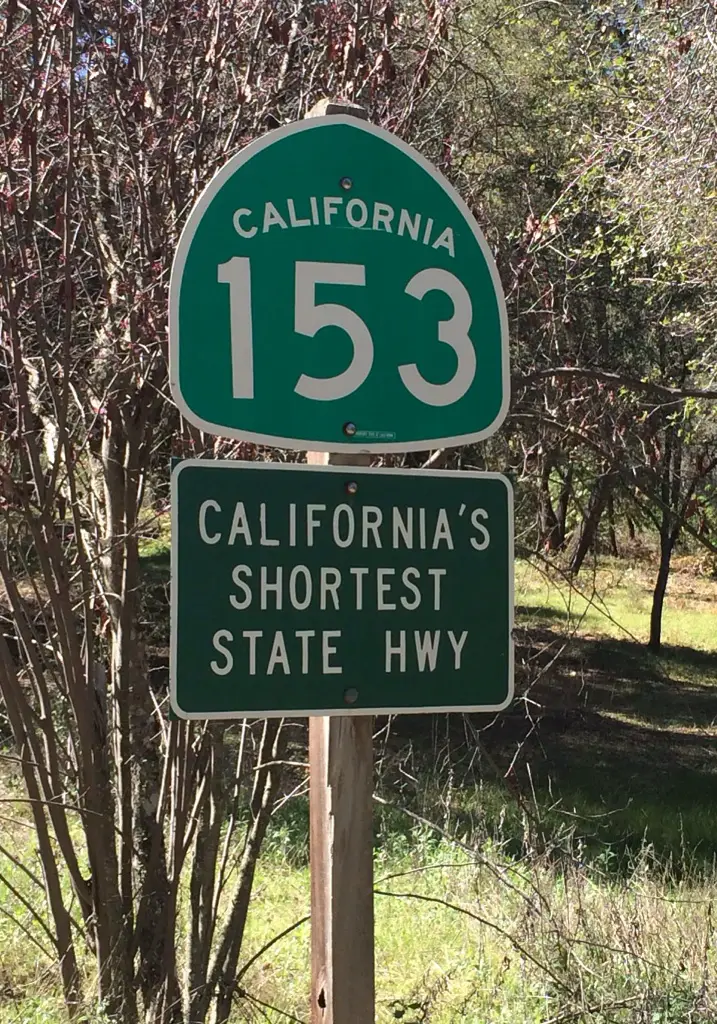 CALIFORNIA
153
CALIFORNIA'S
SHORTEST
STATE HWY